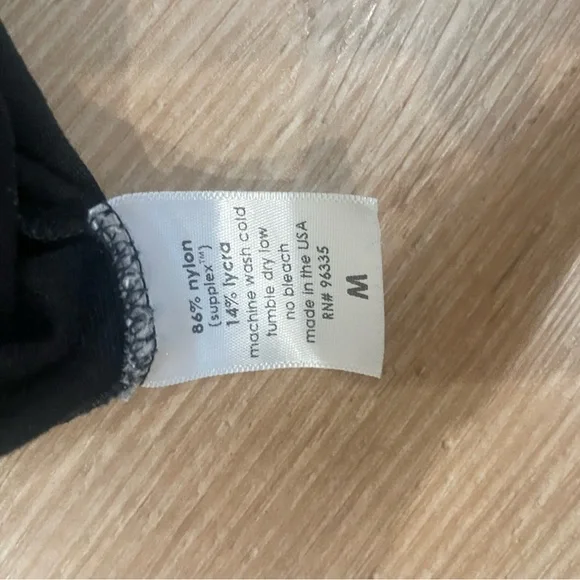 86% nylon
(supplex™)
14% lycra
machine wash cold
tumble dry low
no bleach
made in the USA
RN# 96335
M